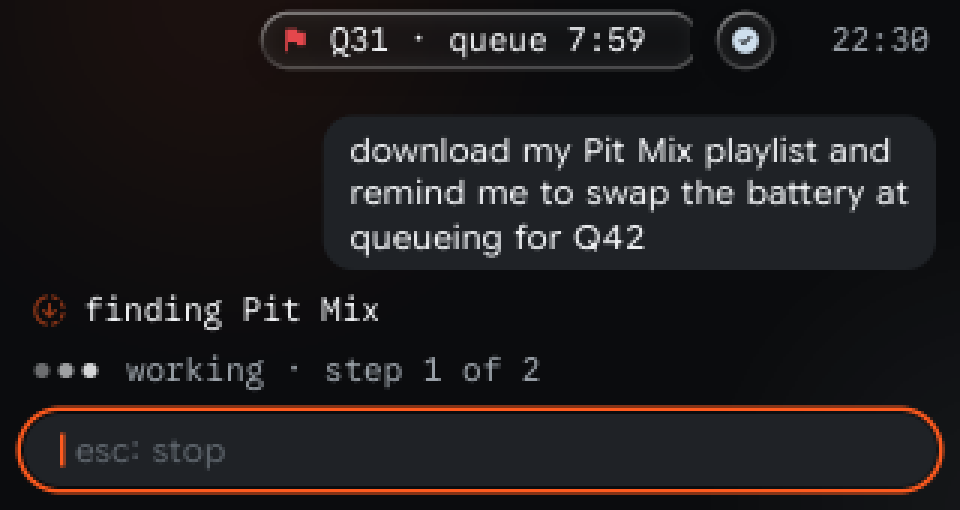 Q31 · queue 7:59
22:30
download my Pit Mix playlist and
remind me to swap the battery at
queueing for Q42
finding Pit Mix
working · step 1 of 2
esc: stop